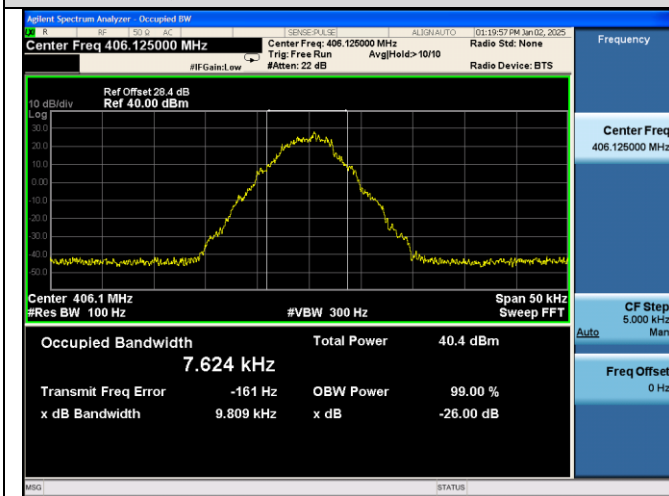 Agilent Spectrum Analyzer - Occupied BW
LXI R RF 50 Ω AC SENSE:PULSE ALIGNAUTO 01:19:57 PM Jan 02, 2025
Center Freq 406.125000 MHz
Center Freq: 406.125000 MHz
Radio Std: None
Trig: Free Run Avg|Hold:>10/10
#IFGain:Low #Atten: 22 dB Radio Device: BTS
Frequency
Ref Offset 28.4 dB
10 dB/div Ref 40.00 dBm
Log
30.0
20.0
10.0
0.00
-10.0
-20.0
-30.0
-40.0
-50.0
Center 406.1 MHz Span 50 kHz
#Res BW 100 Hz #VBW 300 Hz Sweep FFT
Occupied Bandwidth Total Power 40.4 dBm
7.624 kHz
Transmit Freq Error -161 Hz OBW Power 99.00 %
x dB Bandwidth 9.809 kHz x dB -26.00 dB
Center Freq
406.125000 MHz
CF Step
5.000 kHz
Auto Man
Freq Offset
0 Hz
MSG STATUS